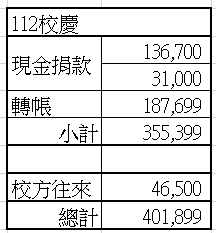 112校慶
現金捐款 136,700
31,000
轉帳 187,699
小計 355,399
校方往來 46,500
總計 401,899